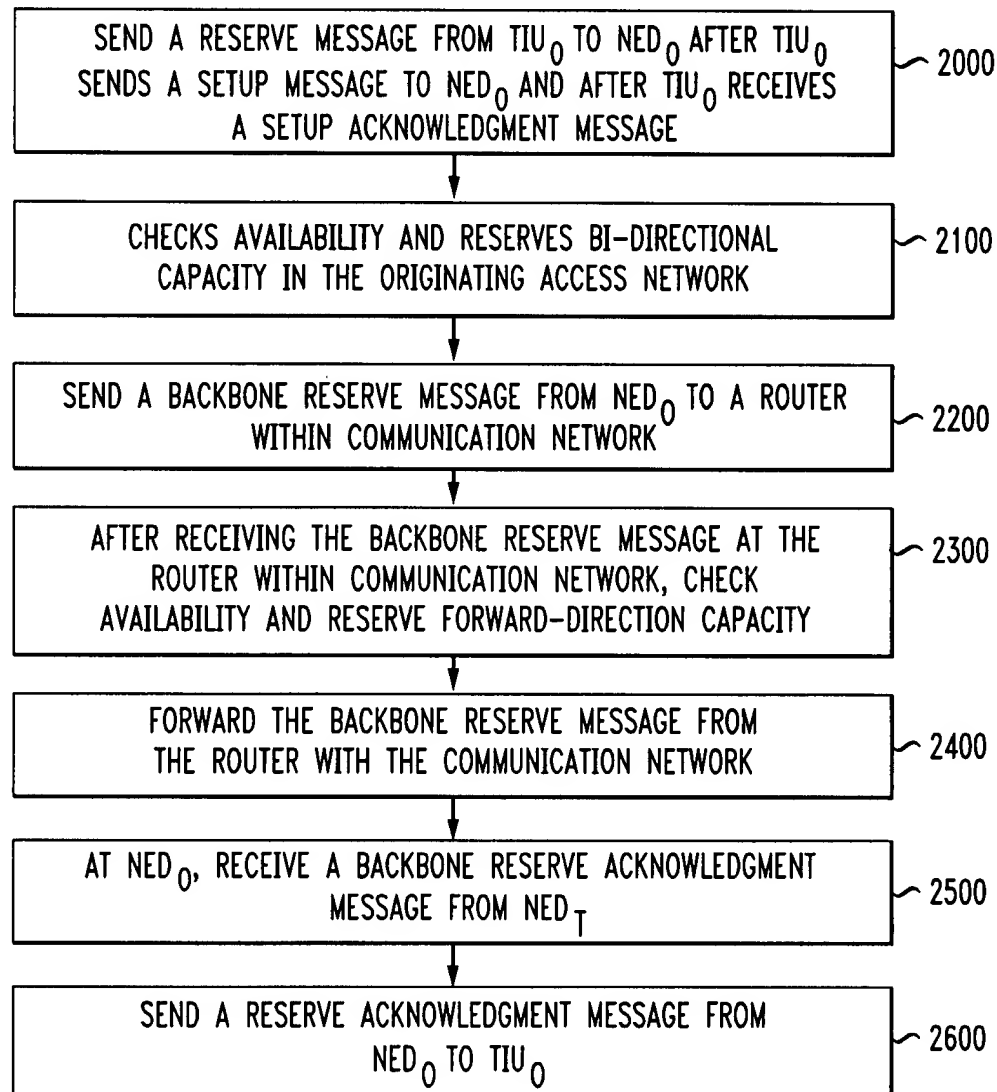 SEND A RESERVE MESSAGE FROM TIU₀ TO NED₀ AFTER TIU₀
SENDS A SETUP MESSAGE TO NED₀ AND AFTER TIU₀ RECEIVES
A SETUP ACKNOWLEDGMENT MESSAGE
2000
CHECKS AVAILABILITY AND RESERVES BI-DIRECTIONAL
CAPACITY IN THE ORIGINATING ACCESS NETWORK
2100
SEND A BACKBONE RESERVE MESSAGE FROM NED₀ TO A ROUTER
WITHIN COMMUNICATION NETWORK
2200
AFTER RECEIVING THE BACKBONE RESERVE MESSAGE AT THE
ROUTER WITHIN COMMUNICATION NETWORK, CHECK
AVAILABILITY AND RESERVE FORWARD-DIRECTION CAPACITY
2300
FORWARD THE BACKBONE RESERVE MESSAGE FROM
THE ROUTER WITH THE COMMUNICATION NETWORK
2400
AT NED₀, RECEIVE A BACKBONE RESERVE ACKNOWLEDGMENT
MESSAGE FROM NED_T
2500
SEND A RESERVE ACKNOWLEDGMENT MESSAGE FROM
NED₀ TO TIU₀
2600